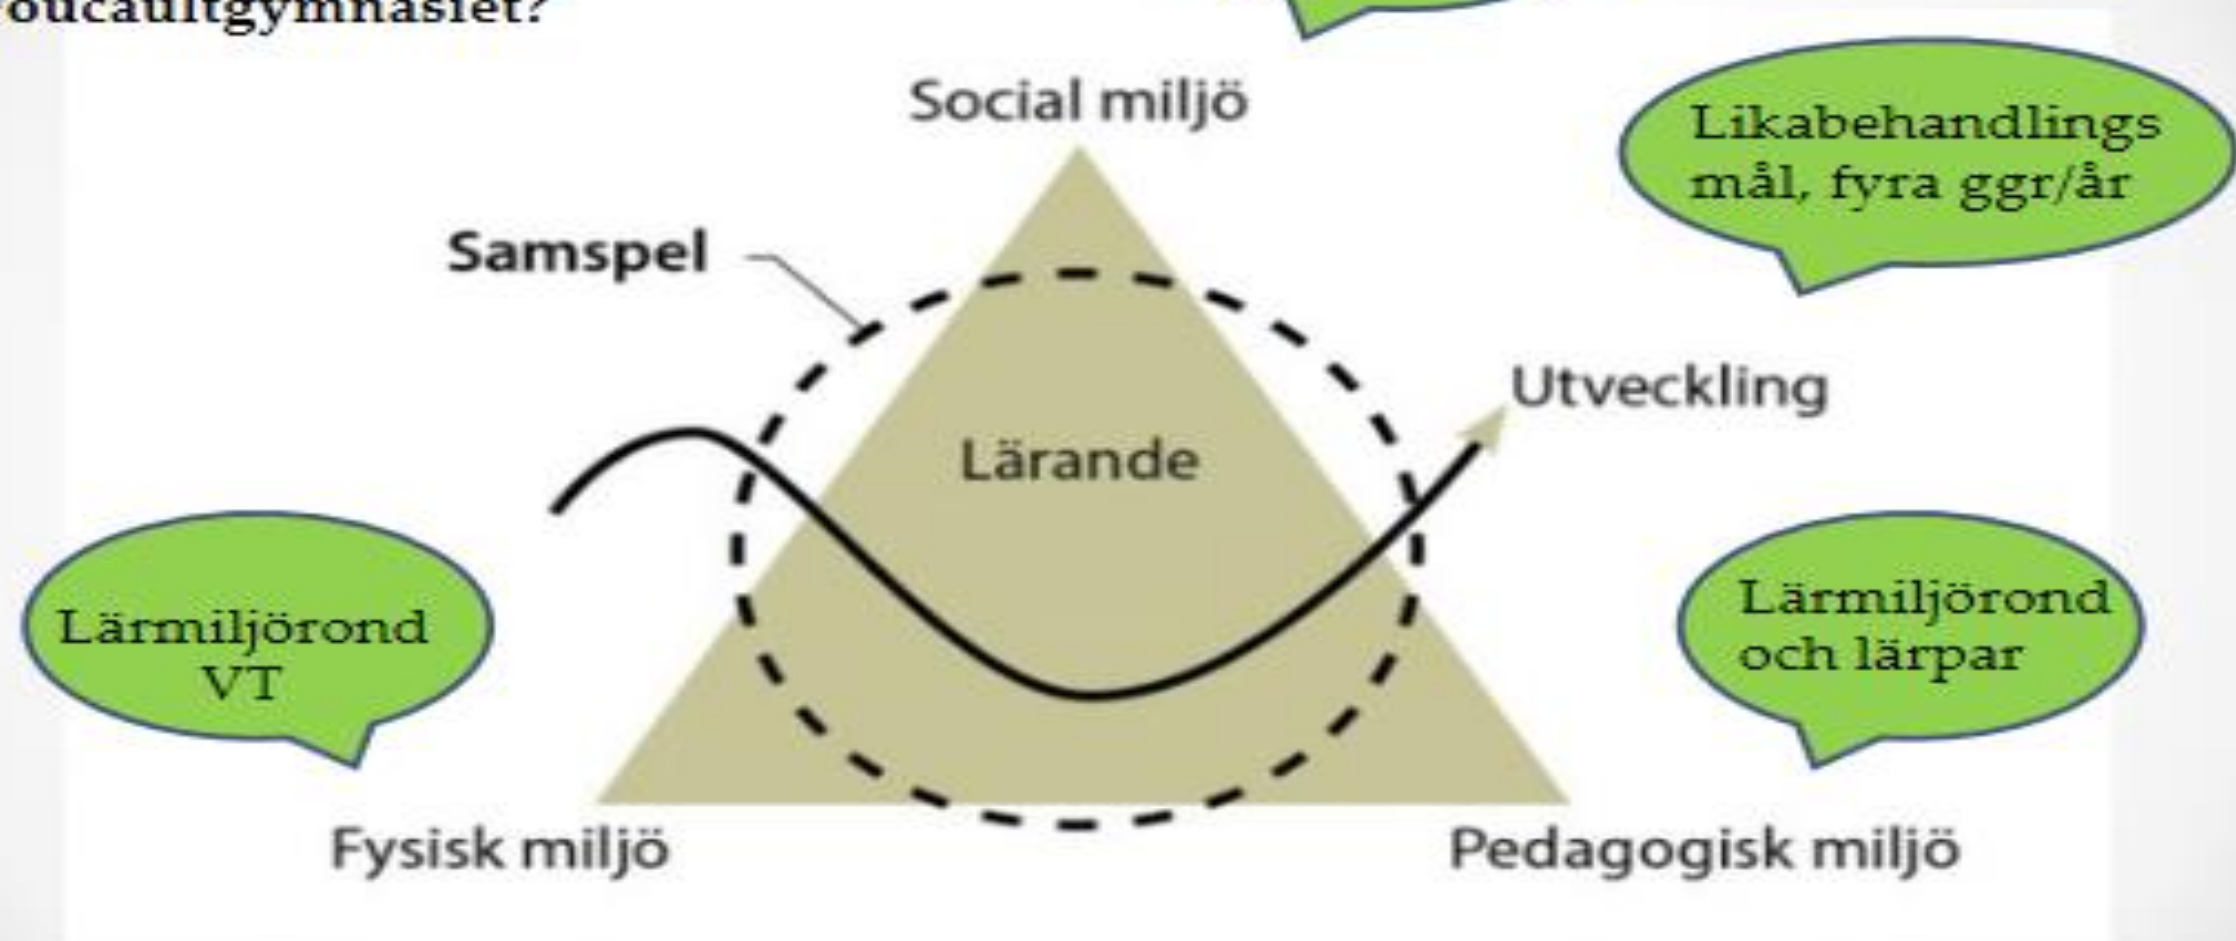 oucaultgymnasiet?
Social miljö
Likabehandlings
mål, fyra ggr/år
Samspel
Utveckling
Lärande
Lärmiljörond
VT
Lärmiljörond
och lärpar
Fysisk miljö
Pedagogisk miljö